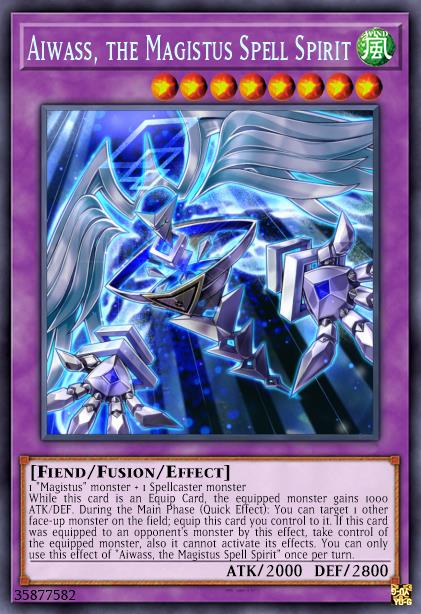 Aiwass, the Magistus Spell Spirit
WIND
風
[Fiend/Fusion/Effect]
1 "Magistus" monster + 1 Spellcaster monster
While this card is an Equip Card, the equipped monster gains 1000
ATK/DEF. During the Main Phase (Quick Effect): You can target 1 other
face-up monster on the field; equip this card you control to it. If this card
was equipped to an opponent's monster by this effect, take control of
the equipped monster, also it cannot activate its effects. You can only
use this effect of "Aiwass, the Magistus Spell Spirit" once per turn.
ATK/2000 DEF/2800
35877582